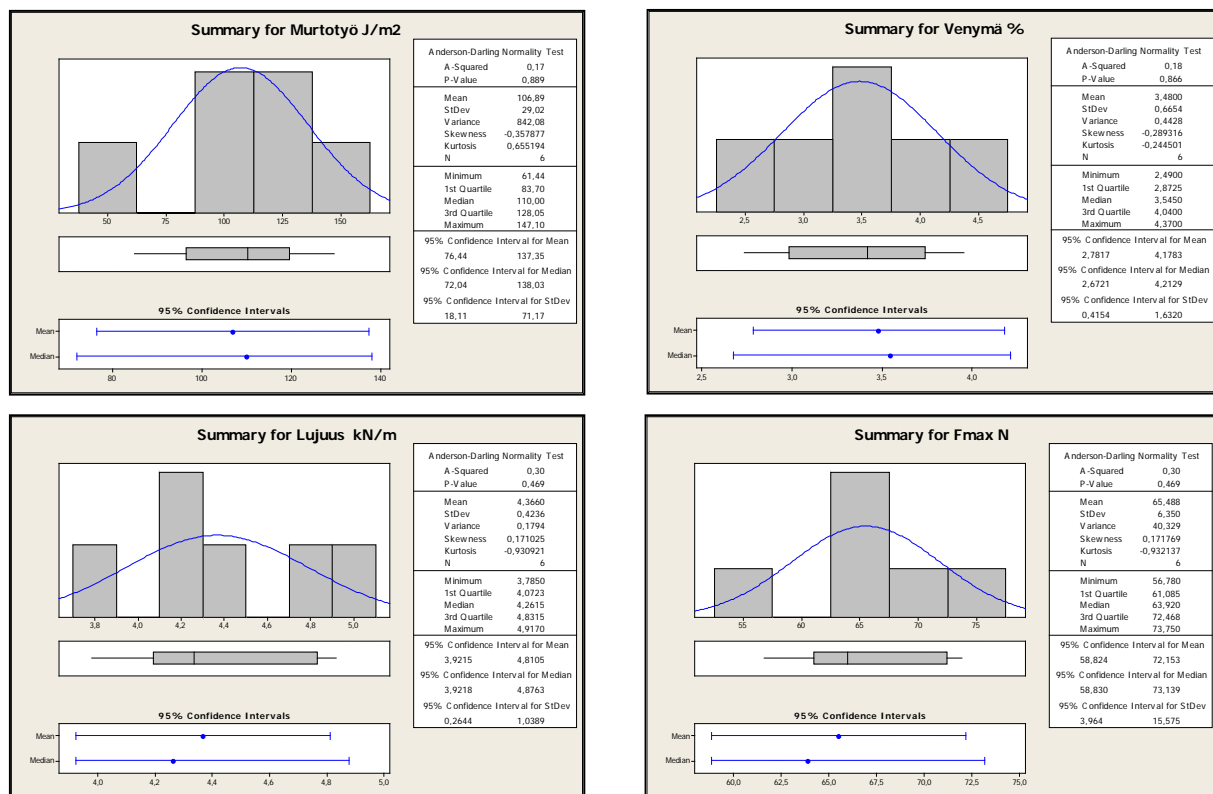 Summary for Murtotyö J/m2
50 75 100 125 150
95% Confidence Intervals
Mean
Median
80 100 120 140
Anderson-Darling Normality Test
A-Squared 0,17
P-Value 0,889
Mean 106,89
StDev 29,02
Variance 842,08
Skewness -0,357877
Kurtosis 0,655194
N 6
Minimum 61,44
1st Quartile 83,70
Median 110,00
3rd Quartile 128,05
Maximum 147,10
95% Confidence Interval for Mean
76,44 137,35
95% Confidence Interval for Median
72,04 138,03
95% Confidence Interval for StDev
18,11 71,17
Summary for Venymä %
2,5 3,0 3,5 4,0 4,5
95% Confidence Intervals
Mean
Median
2,5 3,0 3,5 4,0
Anderson-Darling Normality Test
A-Squared 0,18
P-Value 0,866
Mean 3,4800
StDev 0,6654
Variance 0,4428
Skewness -0,289316
Kurtosis -0,244501
N 6
Minimum 2,4900
1st Quartile 2,8725
Median 3,5450
3rd Quartile 4,0400
Maximum 4,3700
95% Confidence Interval for Mean
2,7817 4,1783
95% Confidence Interval for Median
2,6721 4,2129
95% Confidence Interval for StDev
0,4154 1,6320
Summary for Lujuus kN/m
3,8 4,0 4,2 4,4 4,6 4,8 5,0
95% Confidence Intervals
Mean
Median
4,0 4,2 4,4 4,6 4,8 5,0
Anderson-Darling Normality Test
A-Squared 0,30
P-Value 0,469
Mean 4,3660
StDev 0,4236
Variance 0,1794
Skewness 0,171025
Kurtosis -0,930921
N 6
Minimum 3,7850
1st Quartile 4,0723
Median 4,2615
3rd Quartile 4,8315
Maximum 4,9170
95% Confidence Interval for Mean
3,9215 4,8105
95% Confidence Interval for Median
3,9218 4,8763
95% Confidence Interval for StDev
0,2644 1,0389
Summary for Fmax N
55 60 65 70 75
95% Confidence Intervals
Mean
Median
60,0 62,5 65,0 67,5 70,0 72,5 75,0
Anderson-Darling Normality Test
A-Squared 0,30
P-Value 0,469
Mean 65,488
StDev 6,350
Variance 40,329
Skewness 0,171769
Kurtosis -0,932137
N 6
Minimum 56,780
1st Quartile 61,085
Median 63,920
3rd Quartile 72,468
Maximum 73,750
95% Confidence Interval for Mean
58,824 72,153
95% Confidence Interval for Median
58,830 73,139
95% Confidence Interval for StDev
3,964 15,575